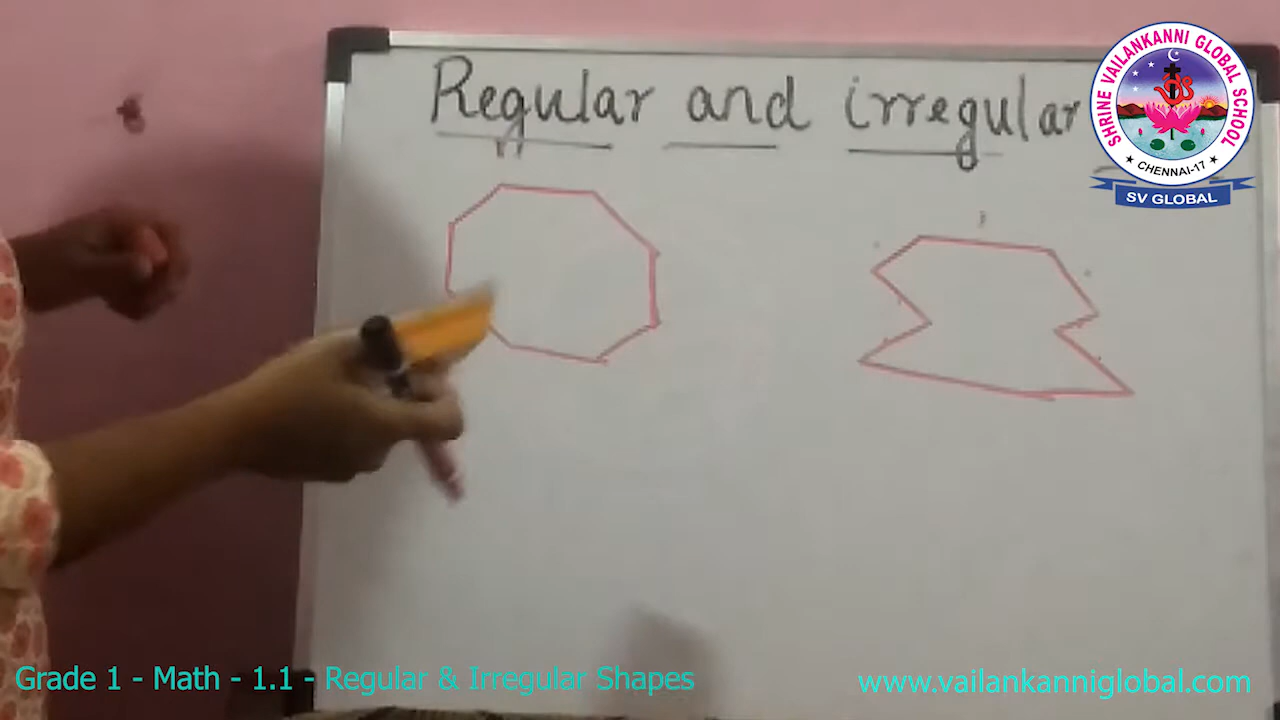 Regular and irregular
SHRINE VAILANKANNI GLOBAL SCHOOL
★ CHENNAI-17 ★
SV GLOBAL
Grade 1 - Math - 1.1 - Regular & Irregular Shapes
www.vailankanniglobal.com